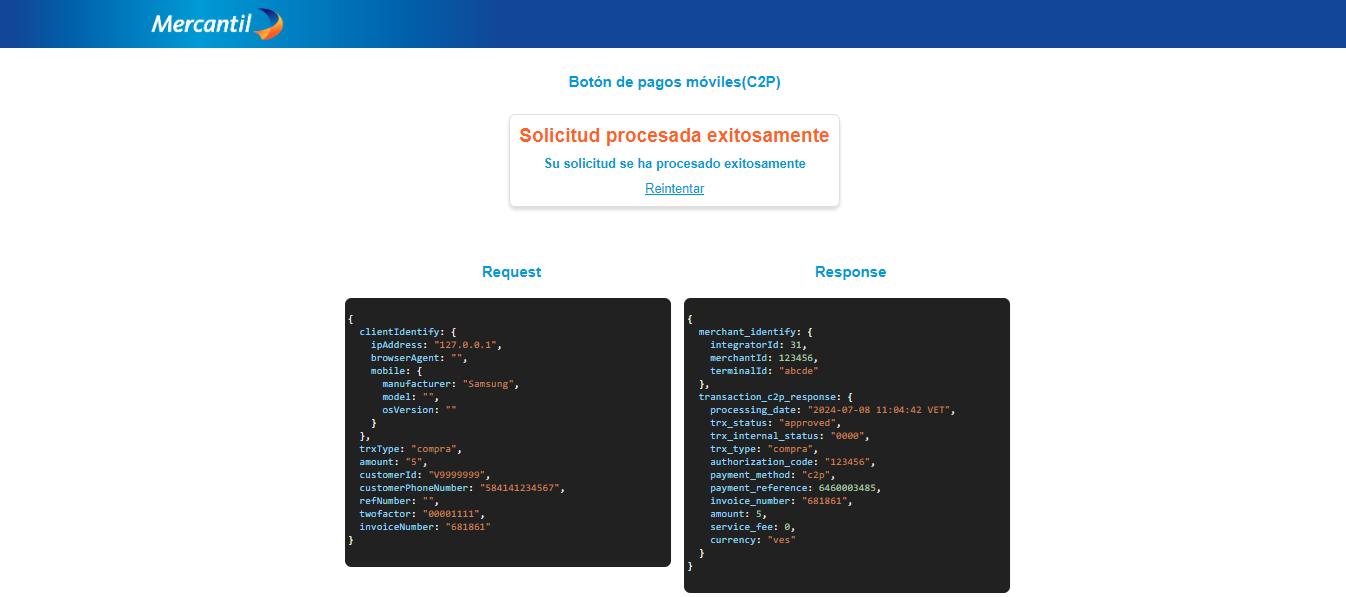 Mercantil
Botón de pagos móviles(C2P)
Solicitud procesada exitosamente
Su solicitud se ha procesado exitosamente
Reintentar
Request
{
  clientIdentify: {
    ipAddress: "127.0.0.1",
    browserAgent: "",
    mobile: {
      manufacturer: "Samsung",
      model: "",
      osVersion: ""
    }
  },
  trxType: "compra",
  amount: "5",
  customerId: "V9999999",
  customerPhoneNumber: "584141234567",
  refNumber: "",
  twofactor: "00001111",
  invoiceNumber: "681861"
}
Response
{
  merchant_identify: {
    integratorId: 31,
    merchantId: 123456,
    terminalId: "abcde"
  },
  transaction_c2p_response: {
    processing_date: "2024-07-08 11:04:42 VET",
    trx_status: "approved",
    trx_internal_status: "0000",
    trx_type: "compra",
    authorization_code: "123456",
    payment_method: "c2p",
    payment_reference: 6460003485,
    invoice_number: "681861",
    amount: 5,
    service_fee: 0,
    currency: "ves"
  }
}